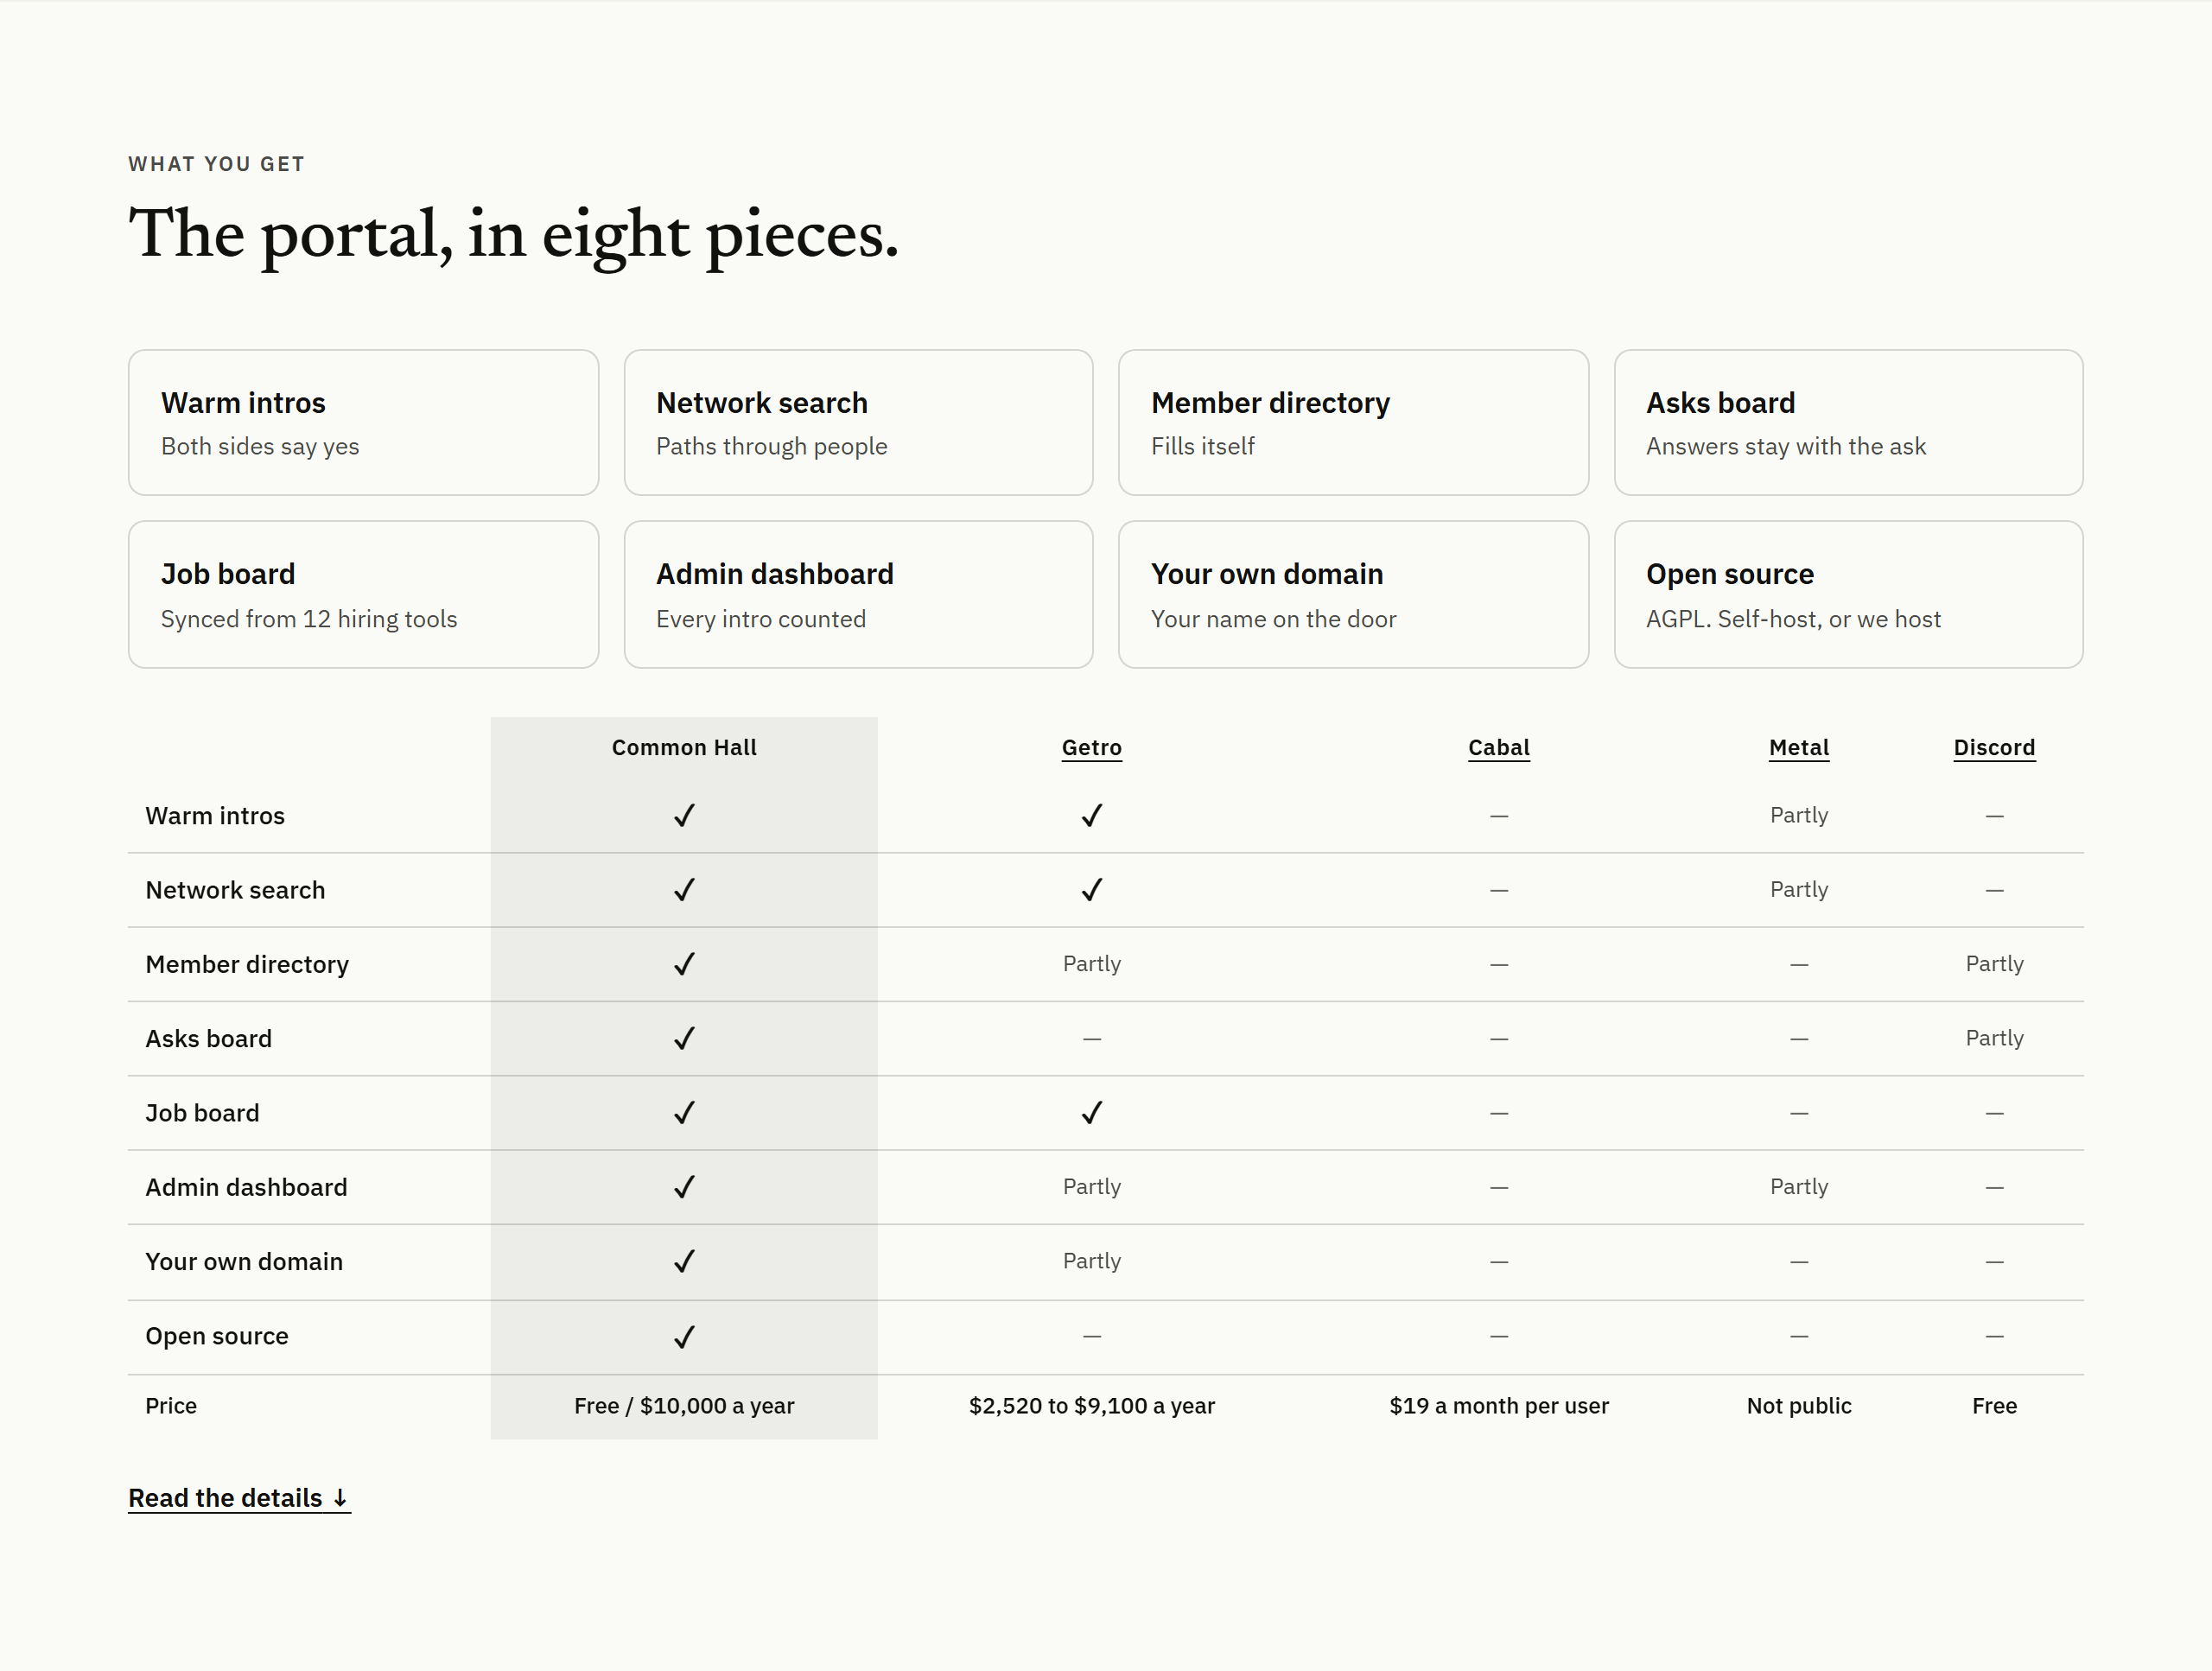 WHAT YOU GET
The portal, in eight pieces.
Warm intros
Both sides say yes
Network search
Paths through people
Member directory
Fills itself
Asks board
Answers stay with the ask
Job board
Synced from 12 hiring tools
Admin dashboard
Every intro counted
Your own domain
Your name on the door
Open source
AGPL. Self-host, or we host
Common Hall Getro Cabal Metal Discord
Warm intros ✓ ✓ — Partly —
Network search ✓ ✓ — Partly —
Member directory ✓ Partly — — Partly
Asks board ✓ — — — Partly
Job board ✓ ✓ — — —
Admin dashboard ✓ Partly — Partly —
Your own domain ✓ Partly — — —
Open source ✓ — — — —
Price Free / $10,000 a year $2,520 to $9,100 a year $19 a month per user Not public Free
Read the details ↓